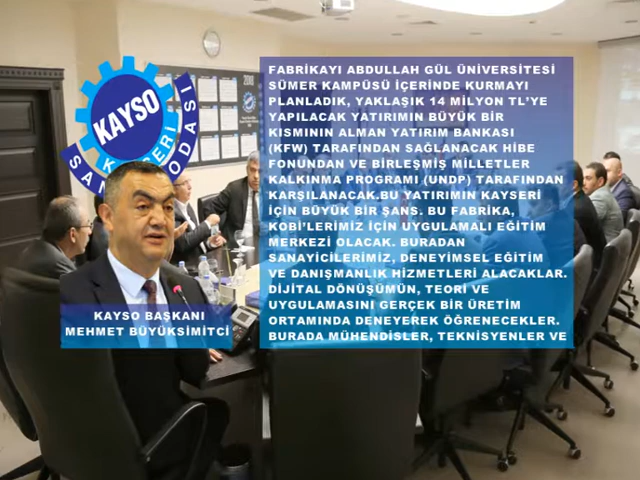 KAYSO
KAYSERİ
SANAYİ ODASI
FABRİKAYI ABDULLAH GÜL ÜNİVERSİTESİ
SÜMER KAMPÜSÜ İÇERİNDE KURMAYI
PLANLADIK, YAKLAŞIK 14 MİLYON TL'YE
YAPILACAK YATIRIMIN BÜYÜK BİR
KISMININ ALMAN YATIRIM BANKASI
(KFW) TARAFINDAN SAĞLANACAK HİBE
FONUNDAN VE BİRLEŞMİŞ MİLLETLER
KALKINMA PROGRAMI (UNDP) TARAFINDAN
KARŞILANACAK.BU YATIRIMIN KAYSERİ
İÇİN BÜYÜK BİR ŞANS. BU FABRİKA,
KOBİ'LERİMİZ İÇİN UYGULAMALI EĞİTİM
MERKEZİ OLACAK. BURADAN
SANAYİCİLERİMİZ, DENEYİMSEL EĞİTİM
VE DANIŞMANLIK HİZMETLERİ ALACAKLAR.
DİJİTAL DÖNÜŞÜMÜN, TEORİ VE
UYGULAMASINI GERÇEK BİR ÜRETİM
ORTAMINDA DENEYEREK ÖĞRENECEKLER.
BURADA MÜHENDİSLER, TEKNİSYENLER VE
KAYSO BAŞKANI
MEHMET BÜYÜKSİMİTCİ